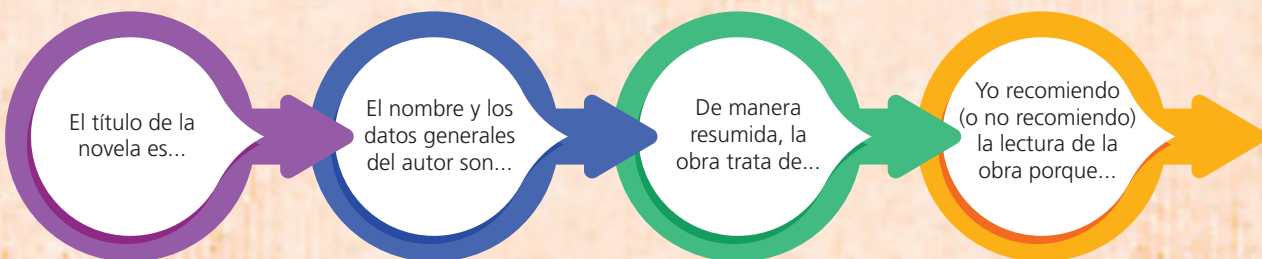 El título de la
novela es...
El nombre y los
datos generales
del autor son...
De manera
resumida, la
obra trata de...
Yo recomiendo
(o no recomiendo)
la lectura de la
obra porque...